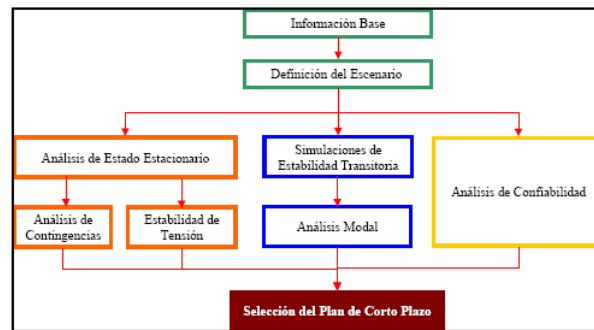 Información Base
Definición del Escenario
Análisis de Estado Estacionario
Simulaciones de
Estabilidad Transitoria
Análisis de Confiabilidad
Análisis de
Contingencias
Estabilidad de
Tensión
Análisis Modal
Selección del Plan de Corto Plazo